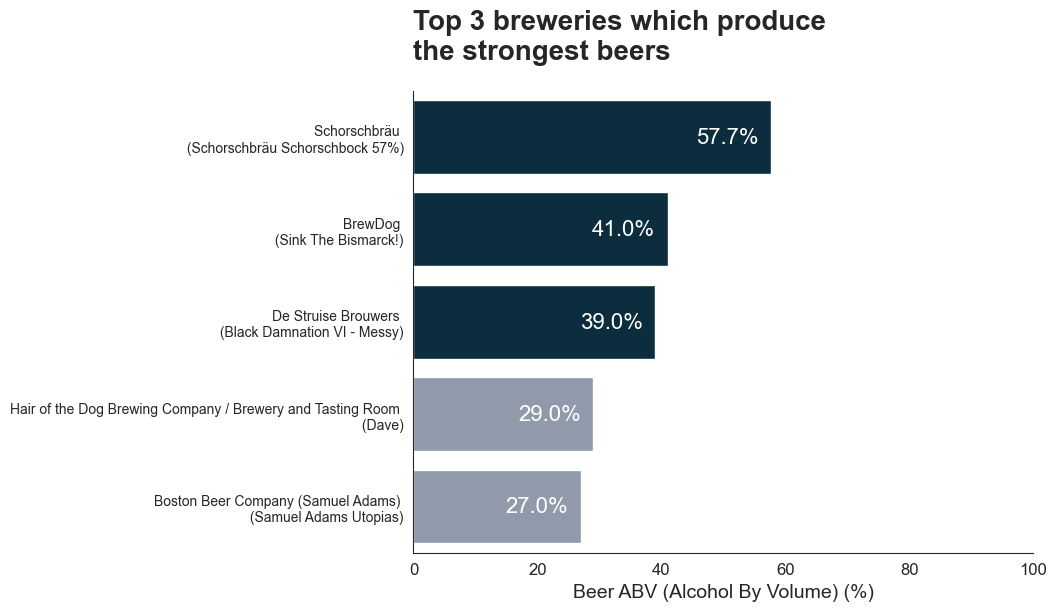 Top 3 breweries which produce
the strongest beers
Schorschbräu
(Schorschbräu Schorschbock 57%)
57.7%
BrewDog
(Sink The Bismarck!)
41.0%
De Struise Brouwers
(Black Damnation VI - Messy)
39.0%
Hair of the Dog Brewing Company / Brewery and Tasting Room
(Dave)
29.0%
Boston Beer Company (Samuel Adams)
(Samuel Adams Utopias)
27.0%
0 20 40 60 80 100
Beer ABV (Alcohol By Volume) (%)